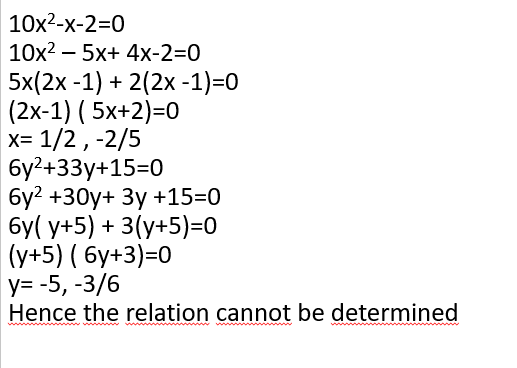 10x²-x-2=0
10x² – 5x+ 4x-2=0
5x(2x -1) + 2(2x -1)=0
(2x-1) ( 5x+2)=0
x= 1/2 , -2/5
6y²+33y+15=0
6y² +30y+ 3y +15=0
6y( y+5) + 3(y+5)=0
(y+5) ( 6y+3)=0
y= -5, -3/6
Hence the relation cannot be determined